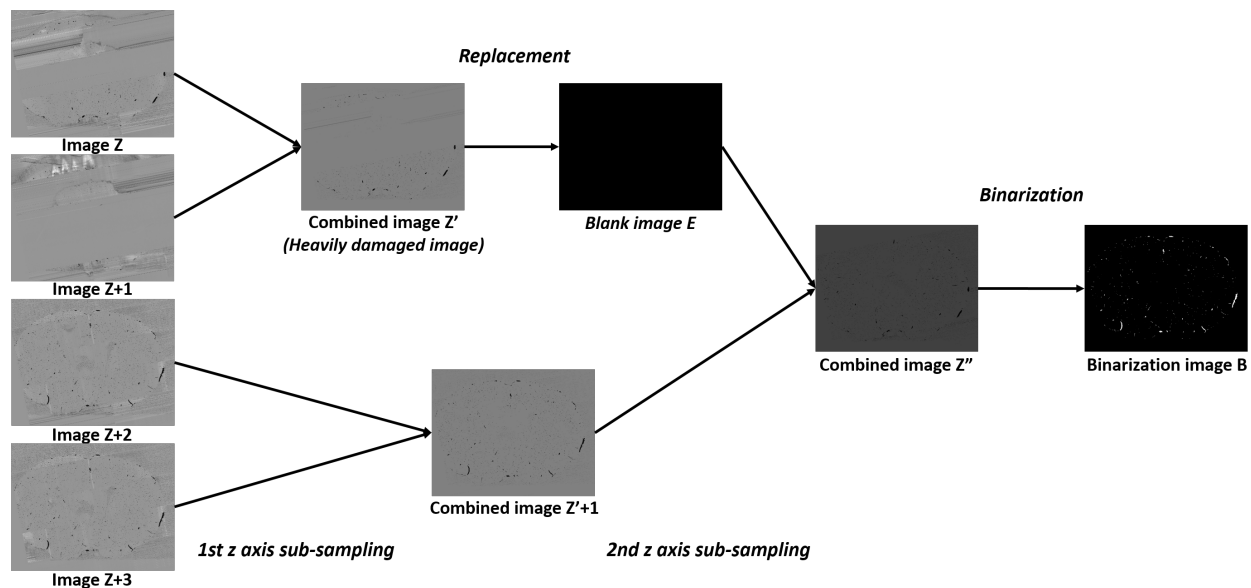 Replacement
Image Z
Combined image Z'
(Heavily damaged image)
Blank image E
Binarization
Image Z+1
Combined image Z”
Binarization image B
Image Z+2
Combined image Z'+1
1st z axis sub-sampling
2nd z axis sub-sampling
Image Z+3